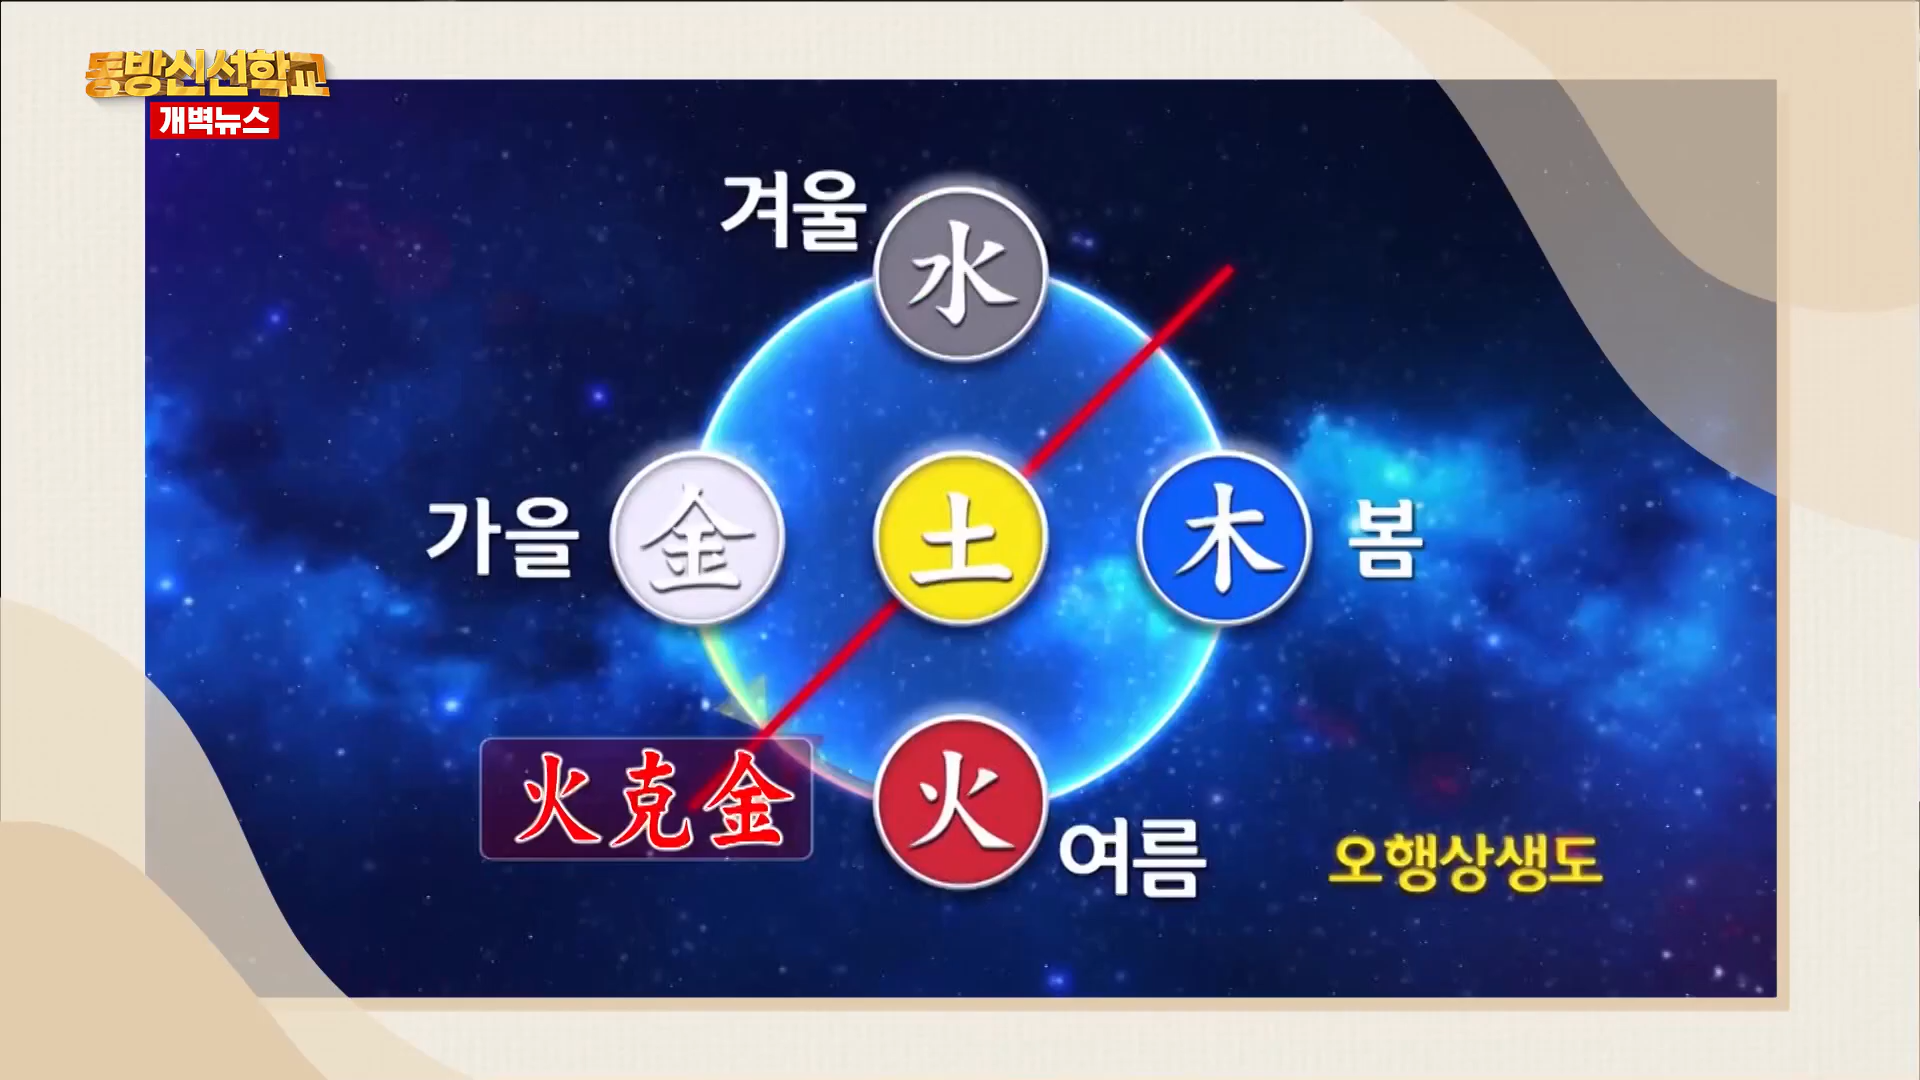 동방신선학교
개벽뉴스
겨울
水
가을
金
土
木
봄
火克金
火
여름
오행상생도